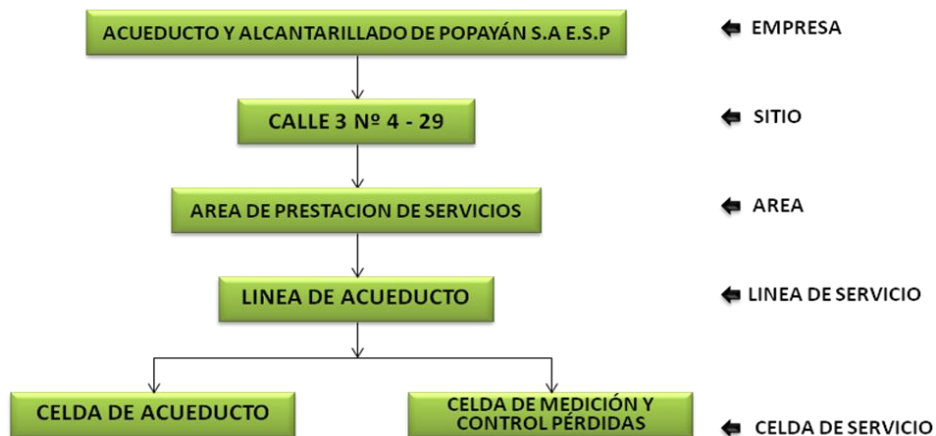 ACUEDUCTO Y ALCANTARILLADO DE POPAYÁN S.A E.S.P
EMPRESA
CALLE 3 Nº 4 - 29
SITIO
AREA DE PRESTACION DE SERVICIOS
AREA
LINEA DE ACUEDUCTO
LINEA DE SERVICIO
CELDA DE ACUEDUCTO
CELDA DE MEDICIÓN Y
CONTROL PÉRDIDAS
CELDA DE SERVICIO